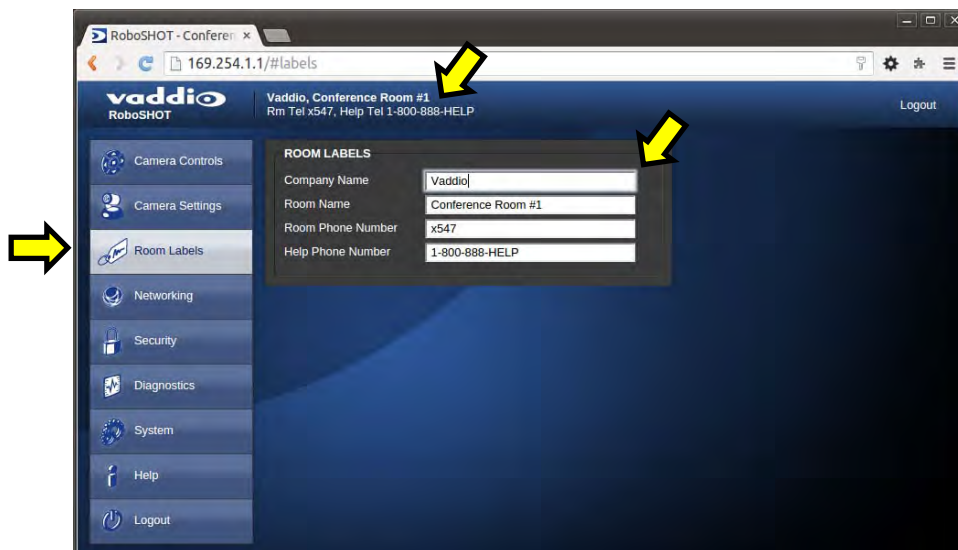 RoboSHOT - Conferen ×
169.254.1.1/#labels
vaddio
RoboSHOT
Vaddio, Conference Room #1
Rm Tel x547, Help Tel 1-800-888-HELP
Logout
Camera Controls
Camera Settings
Room Labels
Networking
Security
Diagnostics
System
Help
Logout
ROOM LABELS
Company Name Vaddio
Room Name Conference Room #1
Room Phone Number x547
Help Phone Number 1-800-888-HELP